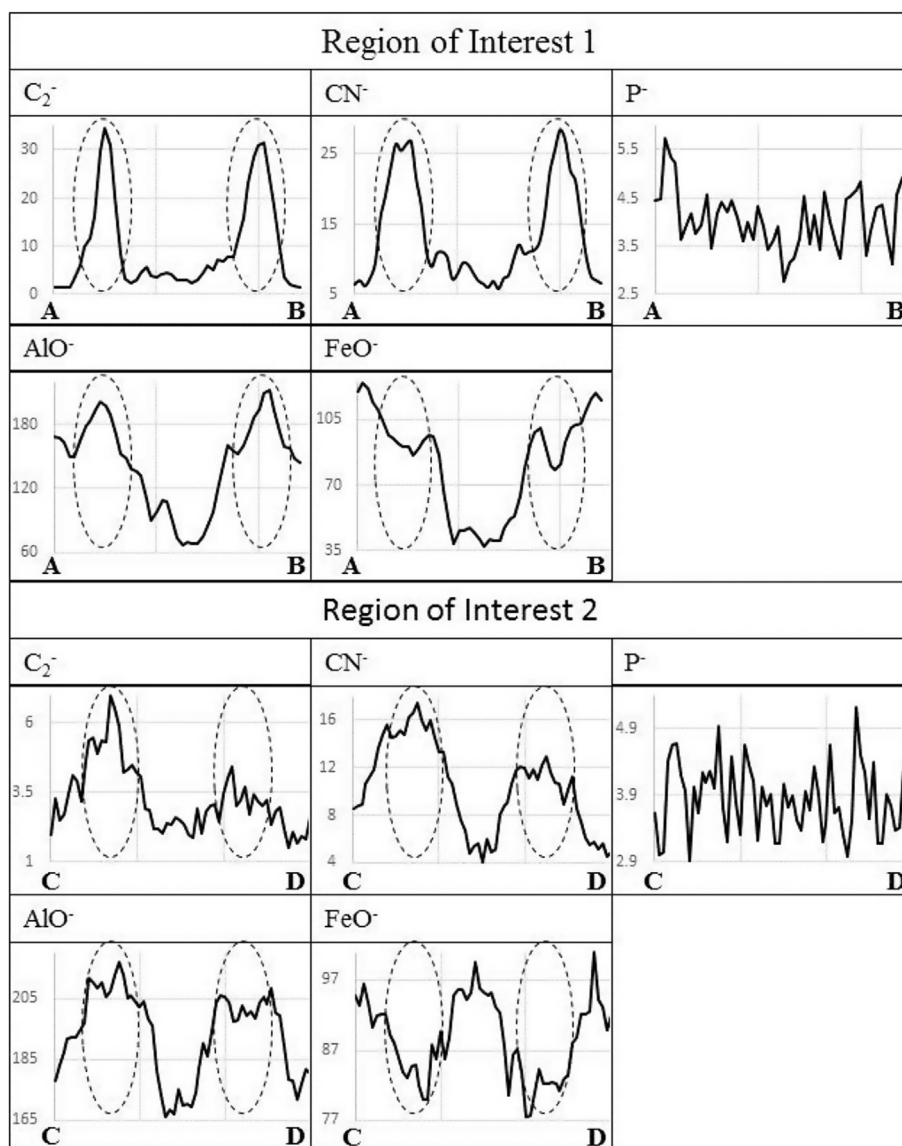 Region of Interest 1
C₂⁻ CN⁻ P⁻
30
20
10
0
A B
25
15
5
A B
5.5
4.5
3.5
2.5
A B
AlO⁻ FeO⁻
180
120
60
A B
105
70
35
A B
Region of Interest 2
C₂⁻ CN⁻ P⁻
6
3.5
1
C D
16
12
8
4
C D
4.9
3.9
2.9
C D
AlO⁻ FeO⁻
205
185
165
C D
97
87
77
C D